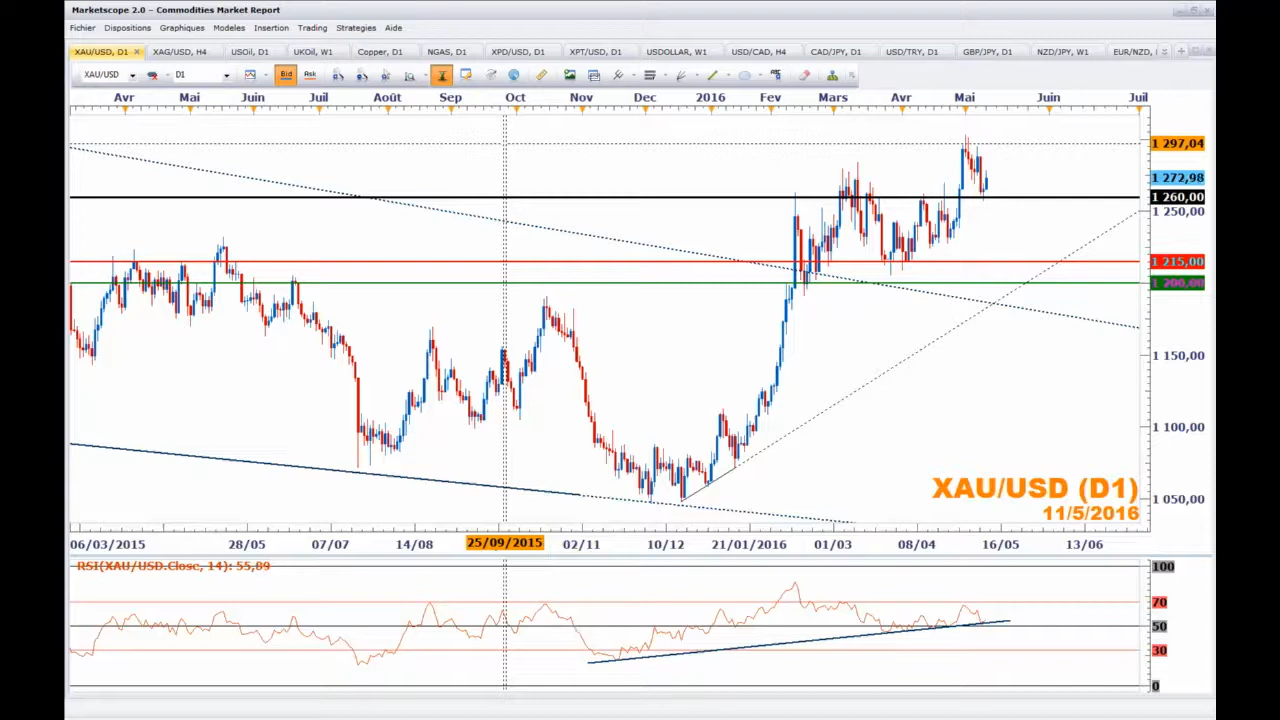 Marketscope 2.0 – Commodities Market Report
Fichier Dispositions Graphiques Modeles Insertion Trading Strategies Aide
XAU/USD, D1 XAG/USD, H4 USOil, D1 UKOil, W1 Copper, D1 NGAS, D1 XPD/USD, D1 XPT/USD, D1 USDOLLAR, W1 USD/CAD, H4 CAD/JPY, D1 USD/TRY, D1 GBP/JPY, D1 NZD/JPY, W1 EUR/NZD,
XAU/USD D1 Bid Ask
Avr Mai Juin Juil Août Sep Oct Nov Dec 2016 Fev Mars Avr Mai Juin Juil
1 297,04
1 272,98
1 260,00
1 250,00
1 215,00
1 200,00
1 150,00
1 100,00
1 050,00
XAU/USD (D1)
11/5/2016
06/03/2015 28/05 07/07 14/08 25/09/2015 02/11 10/12 21/01/2016 01/03 08/04 16/05 13/06
RSI(XAU/USD.Close, 14): 55,89
100
70
50
30
0